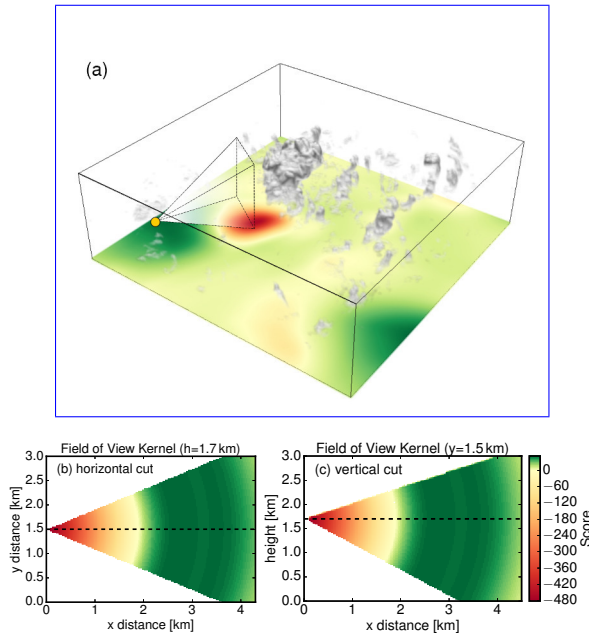 (a)
Field of View Kernel (h=1.7 km)
(b) horizontal cut
3.0
2.5
2.0
1.5
1.0
0.5
0.0
y distance [km]
0 1 2 3 4
x distance [km]
Field of View Kernel (y=1.5 km)
(c) vertical cut
3.0
2.5
2.0
1.5
1.0
0.5
0.0
height [km]
0 1 2 3 4
x distance [km]
0
−60
−120
−180
−240
−300
−360
−420
−480
Score